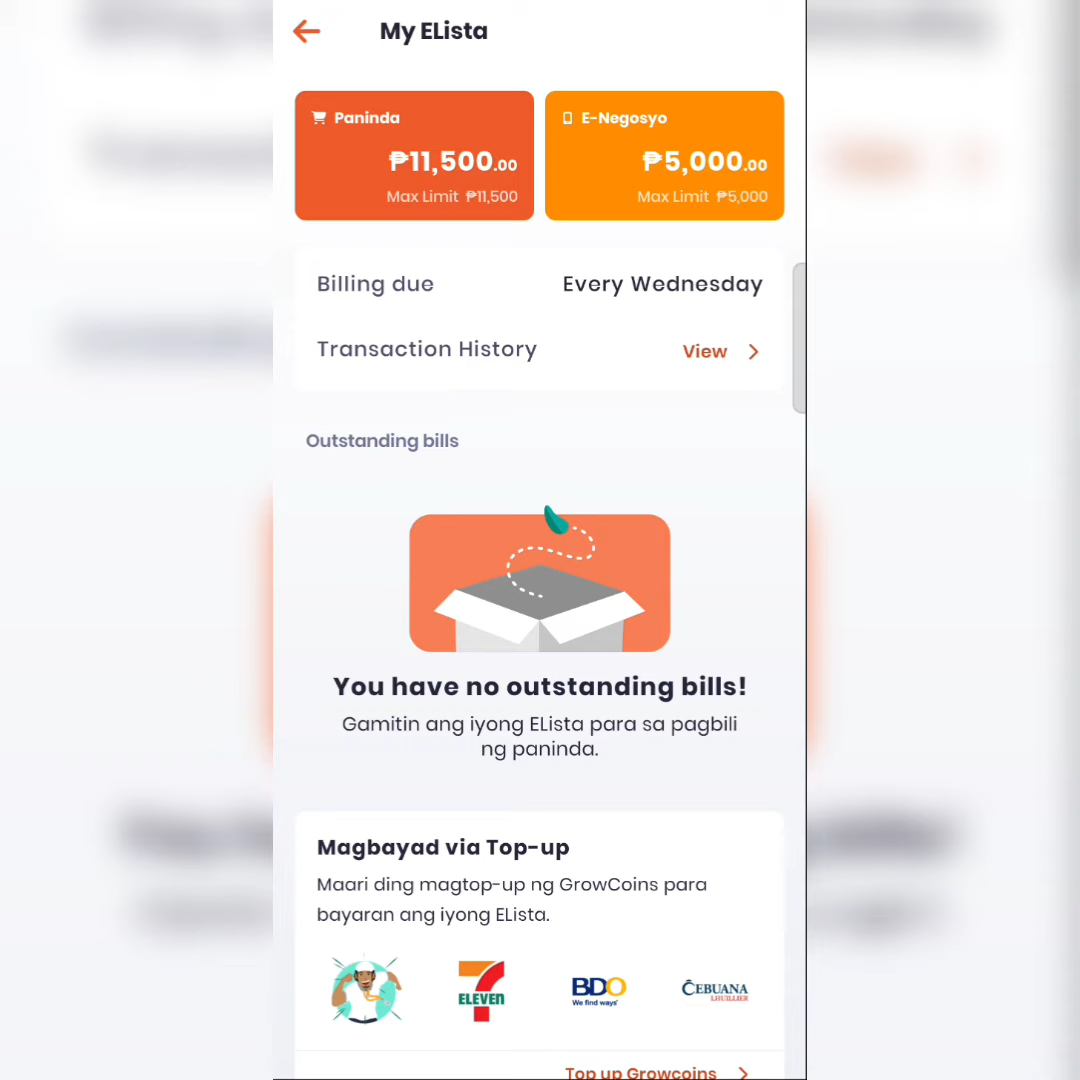 My ELista
Paninda
₱11,500.00
Max Limit ₱11,500
E-Negosyo
₱5,000.00
Max Limit ₱5,000
Billing due Every Wednesday
Transaction History View
Outstanding bills
You have no outstanding bills!
Gamitin ang iyong ELista para sa pagbili
ng paninda.
Magbayad via Top-up
Maari ding magtop-up ng GrowCoins para
bayaran ang iyong ELista.
7 ELEVEN
BDO
We find ways
CEBUANA
LHUILLIER
Top up Growcoins